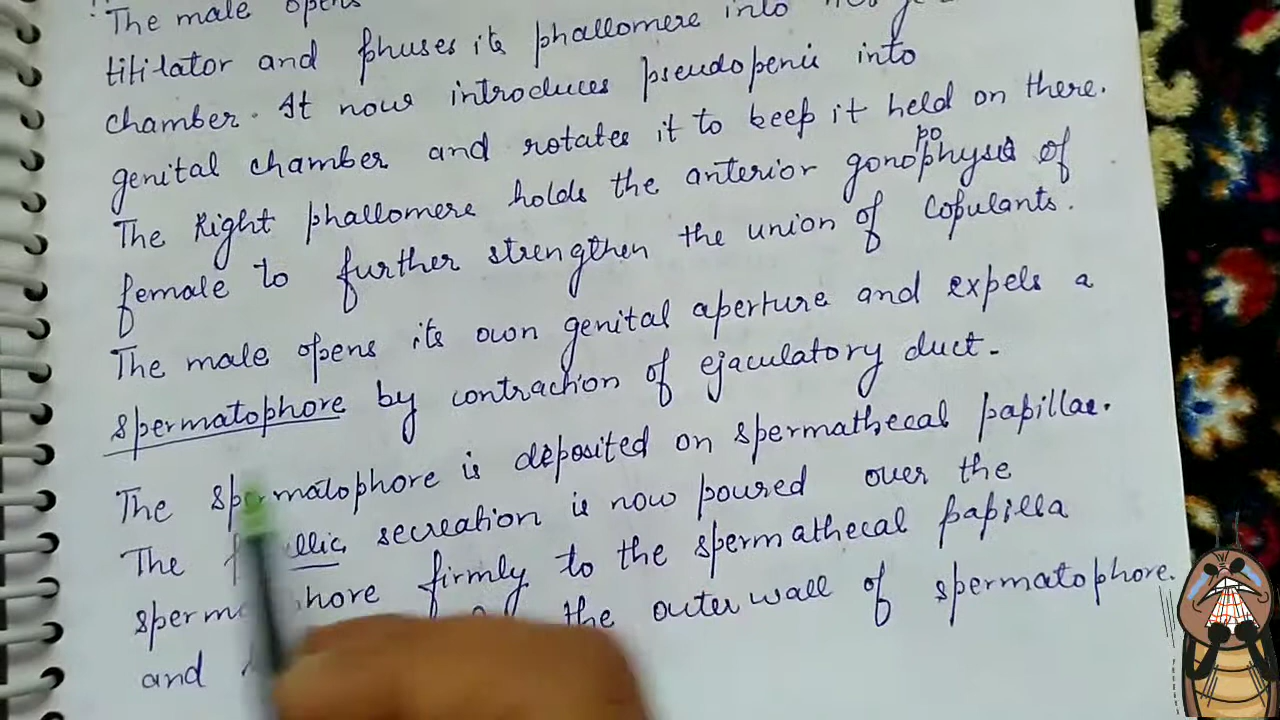 The male opens
titilator and phuses its phallomere into
chamber. It now introduces pseudopenis into
genital chamber and rotates it to keep it held on there.
The Right phallomere holds the anterior gonopophysis of
female to further strengthen the union of copulants.
The male opens its own genital aperture and expels a
spermatophore by contraction of ejaculatory duct.
The spermatophore is deposited on spermathecal papillae.
The secreation is now poured over the
firmly to the spermathecal papilla
and the outer wall of spermatophore.